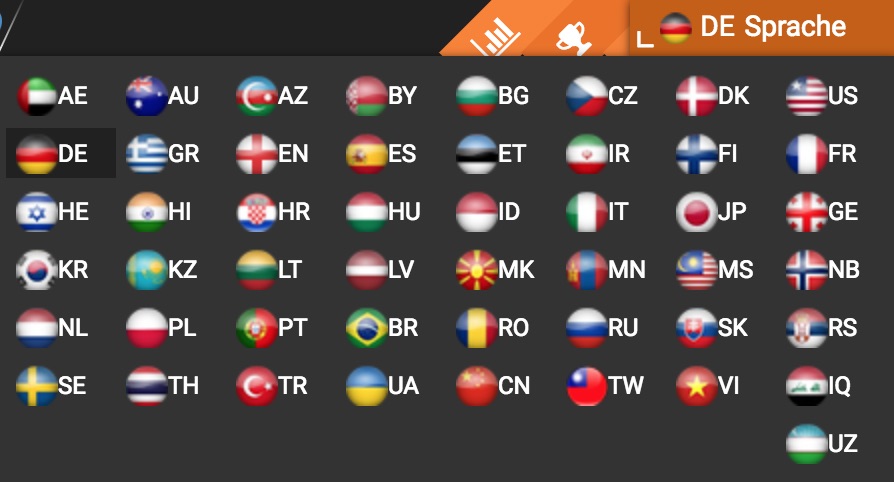 DE Sprache
AE AU AZ BY BG CZ DK US
DE GR EN ES ET IR FI FR
HE HI HR HU ID IT JP GE
KR KZ LT LV MK MN MS NB
NL PL PT BR RO RU SK RS
SE TH TR UA CN TW VI IQ
UZ